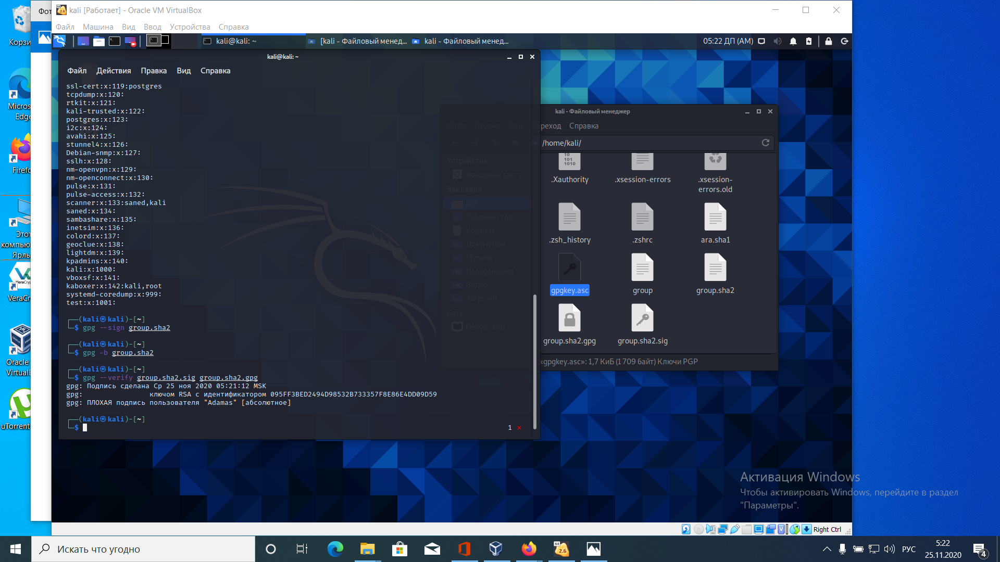 Фот
kali [Работает] - Oracle VM VirtualBox
Файл Машина Вид Ввод Устройства Справка
kali@kali: ~
[kali - Файловый менед...
kali - Файловый менед...
05:22 ДП (AM)
kali@kali: ~
Файл Действия Правка Вид Справка
ssl-cert:x:119:postgres
tcpdump:x:120:
rtkit:x:121:
kali-trusted:x:122:
postgres:x:123:
i2c:x:124:
avahi:x:125:
stunnel4:x:126:
Debian-snmp:x:127:
sslh:x:128:
nm-openvpn:x:129:
nm-openconnect:x:130:
pulse:x:131:
pulse-access:x:132:
scanner:x:133:saned,kali
saned:x:134:
sambashare:x:135:
inetsim:x:136:
colord:x:137:
geoclue:x:138:
lightdm:x:139:
kpadmins:x:140:
kali:x:1000:
vboxsf:x:141:
kaboxer:x:142:kali,root
systemd-coredump:x:999:
test:x:1001:
┌──(kali㉿kali)-[~]
└─$ gpg --sign group.sha2
┌──(kali㉿kali)-[~]
└─$ gpg -b group.sha2
┌──(kali㉿kali)-[~]
└─$ gpg --verify group.sha2.sig group.sha2.gpg
gpg: Подпись сделана Ср 25 ноя 2020 05:21:12 MSK
gpg:                ключом RSA с идентификатором 095FF3BED2494D98532B733357F8E86E4DD09D59
gpg: ПЛОХАЯ подпись пользователя "Adamas" [абсолютное]
┌──(kali㉿kali)-[~]
└─$
1 ×
kali - Файловый менеджер
Файл Правка Вид Переход Справка
/home/kali/
Устройства
Файловая систе...
Закладки
kali
Рабочий стол
Корзина
Документы
Музыка
Изображения
Видео
Загрузки
Сеть
Обзор сети
10
101
1010
.Xauthority
.xsession-errors
.xsession-
errors.old
.zsh_history
.zshrc
ara.sha1
gpgkey.asc
group
group.sha2
group.sha2.gpg
group.sha2.sig
«gpgkey.asc»: 1,7 КиБ (1 709 байт) Ключи PGP
Корзи
Micros
Edge
Firefo
Этот
компью
Ярлы
VeraCry
VeraCr
Oracle
VirtualB
uTorrent
Активация Windows
Чтобы активировать Windows, перейдите в раздел
"Параметры".
Right Ctrl
Искать что угодно
64
2.6
РУС
5:22
25.11.2020
4